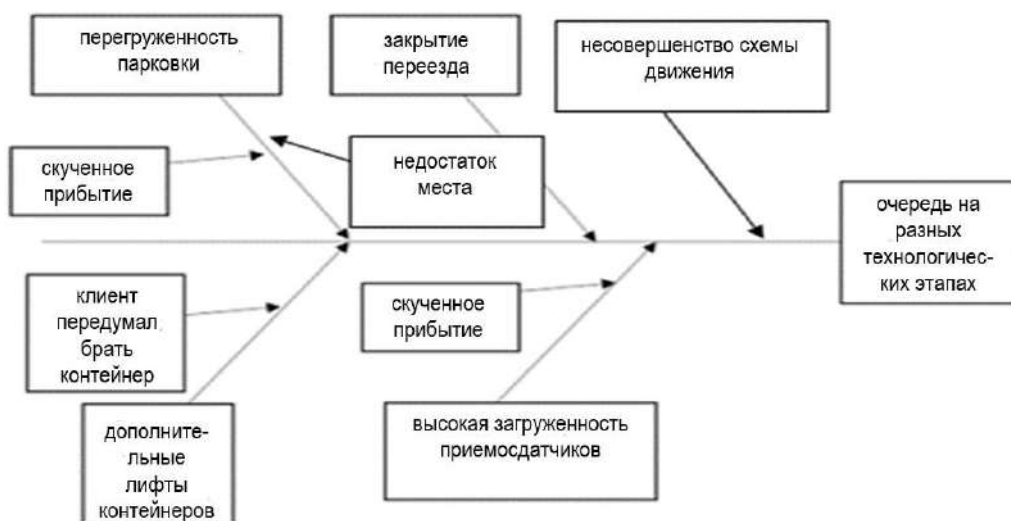 перегруженность
парковки
закрытие
переезда
несовершенство схемы
движения
скученное
прибытие
недостаток
места
очередь на
разных
технологичес-
ких этапах
клиент
передумал
брать
контейнер
скученное
прибытие
дополните-
льные
лифты
контейнеров
высокая загруженность
приемосдатчиков